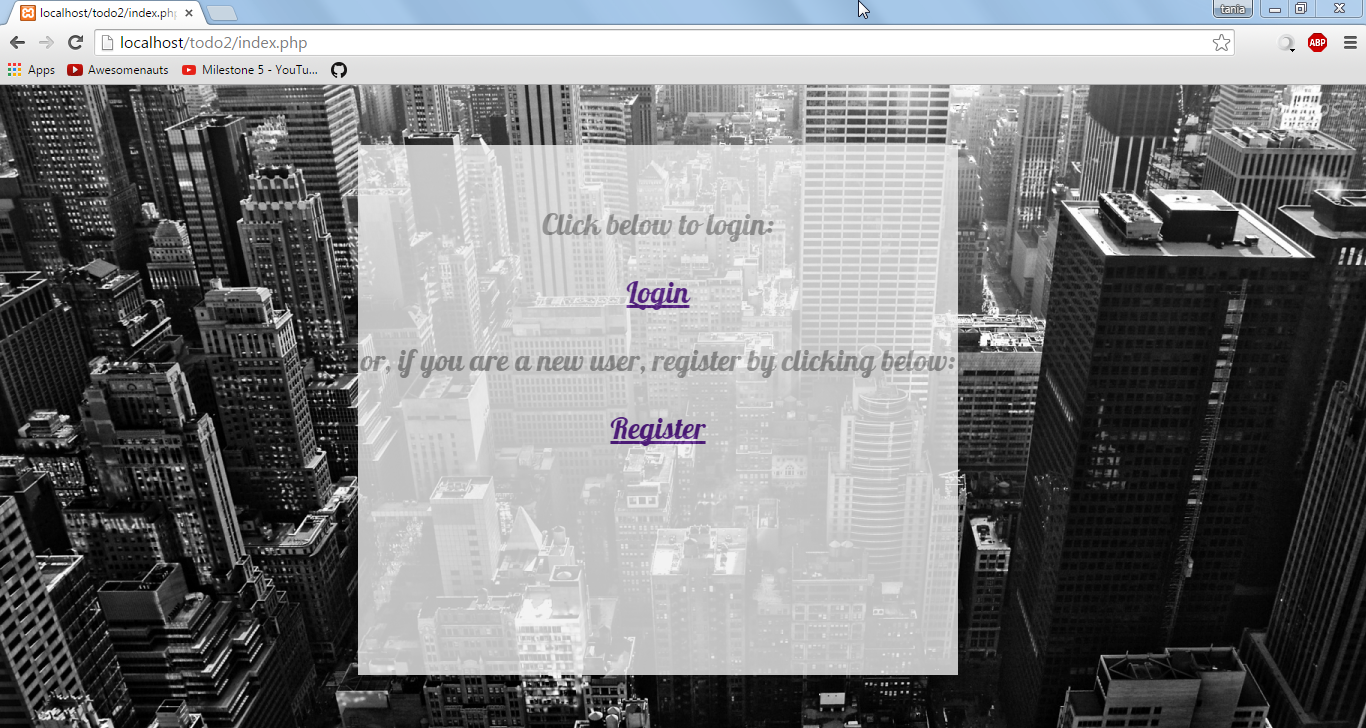 localhost/todo2/index.php
tania
localhost/todo2/index.php
ABP
Apps
Awesomenauts
Milestone 5 - YouTu...
Click below to login:
Login
or, if you are a new user, register by clicking below:
Register